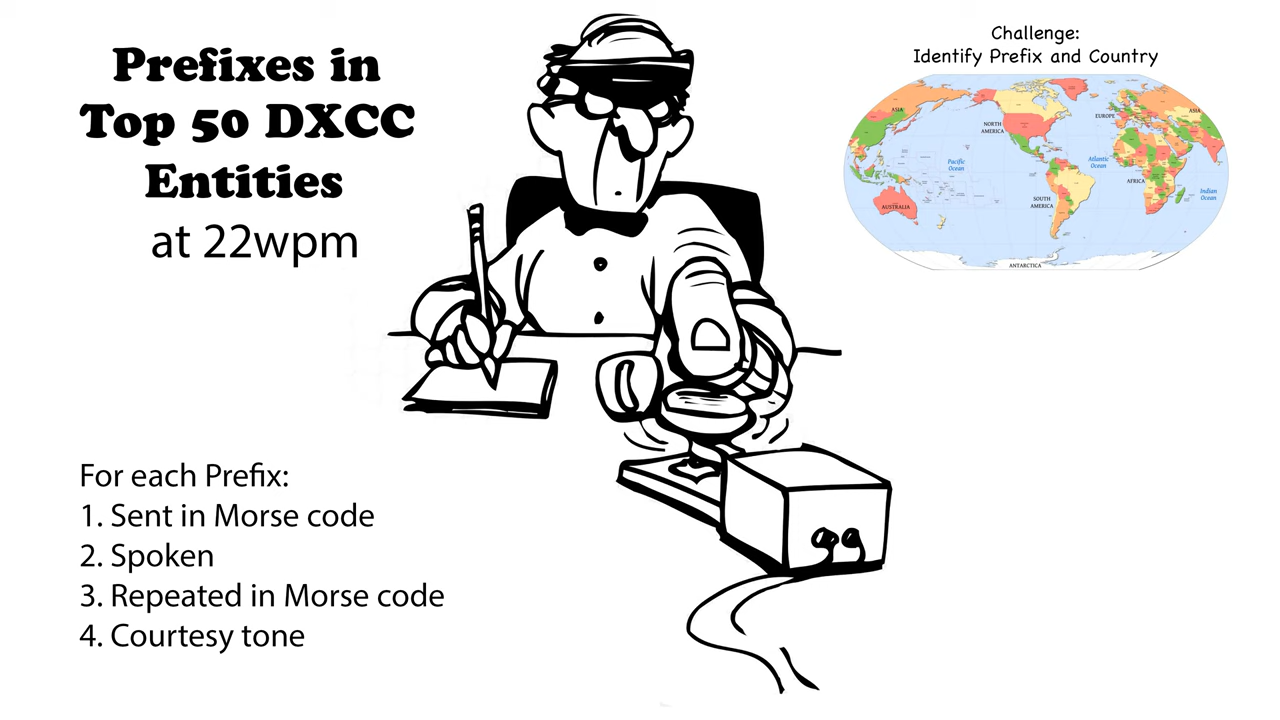 Prefixes in
Top 50 DXCC
Entities
at 22wpm
Challenge:
Identify Prefix and Country
ASIA
NORTH
AMERICA
EUROPE
ASIA
Pacific
Ocean
Atlantic
Ocean
AFRICA
SOUTH
AMERICA
Indian
Ocean
AUSTRALIA
ANTARCTICA
For each Prefix:
1. Sent in Morse code
2. Spoken
3. Repeated in Morse code
4. Courtesy tone